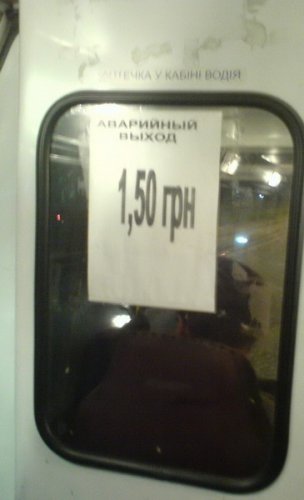 АПТЕЧКА У КАБІНІ ВОДІЯ
АВАРИЙНЫЙ
ВЫХОД
1,50 грн